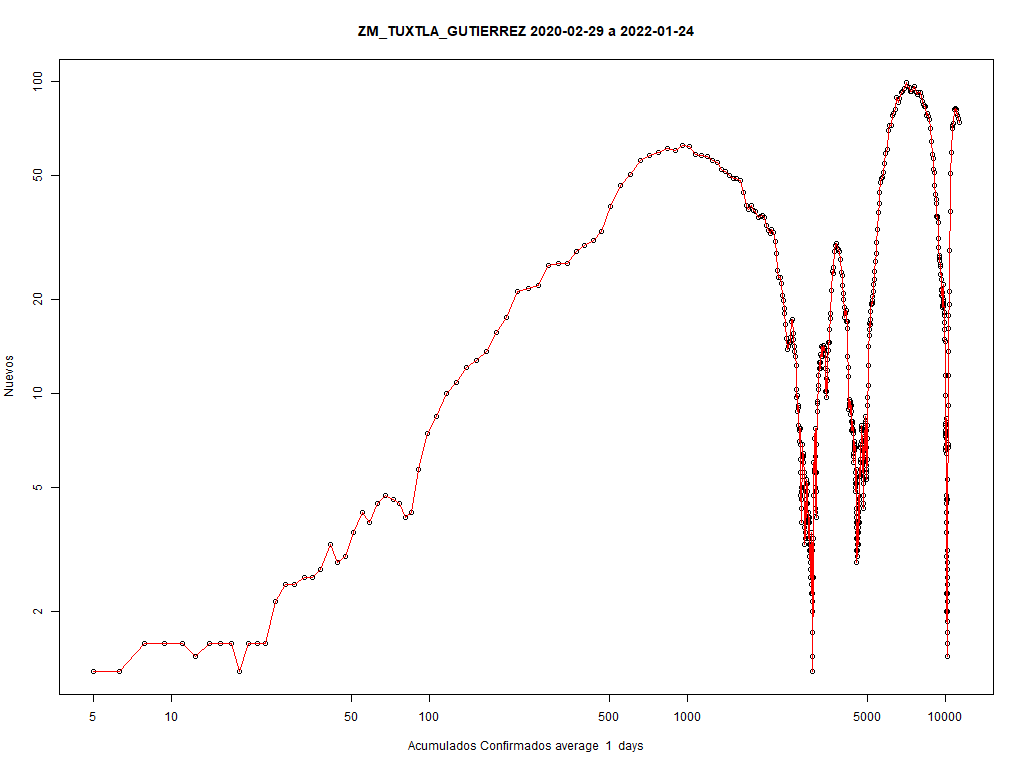 ZM_TUXTLA_GUTIERREZ 2020-02-29 a 2022-01-24
100
50
20
10
5
2
Nuevos
5 10 50 100 500 1000 5000 10000
Acumulados Confirmados average 1 days